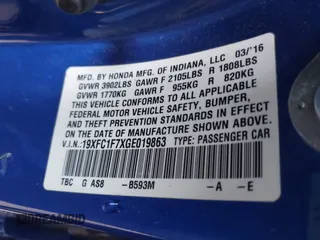 MFD. BY HONDA MFG. OF INDIANA, LLC 03/16
GVWR 3902LBS GAWR F 2105LBS R 1808LBS
GVWR 1770KG GAWR F 955KG R 820KG
THIS VEHICLE CONFORMS TO ALL APPLICABLE
FEDERAL MOTOR VEHICLE SAFETY, BUMPER,
AND THEFT PREVENTION STANDARDS IN EFFECT
ON THE DATE OF MANUFACTURE SHOWN ABOVE.
V.I.N.: 19XFC1F7XGE019863 TYPE: PASSENGER CAR
TBC G AS8 -B593M -A -E